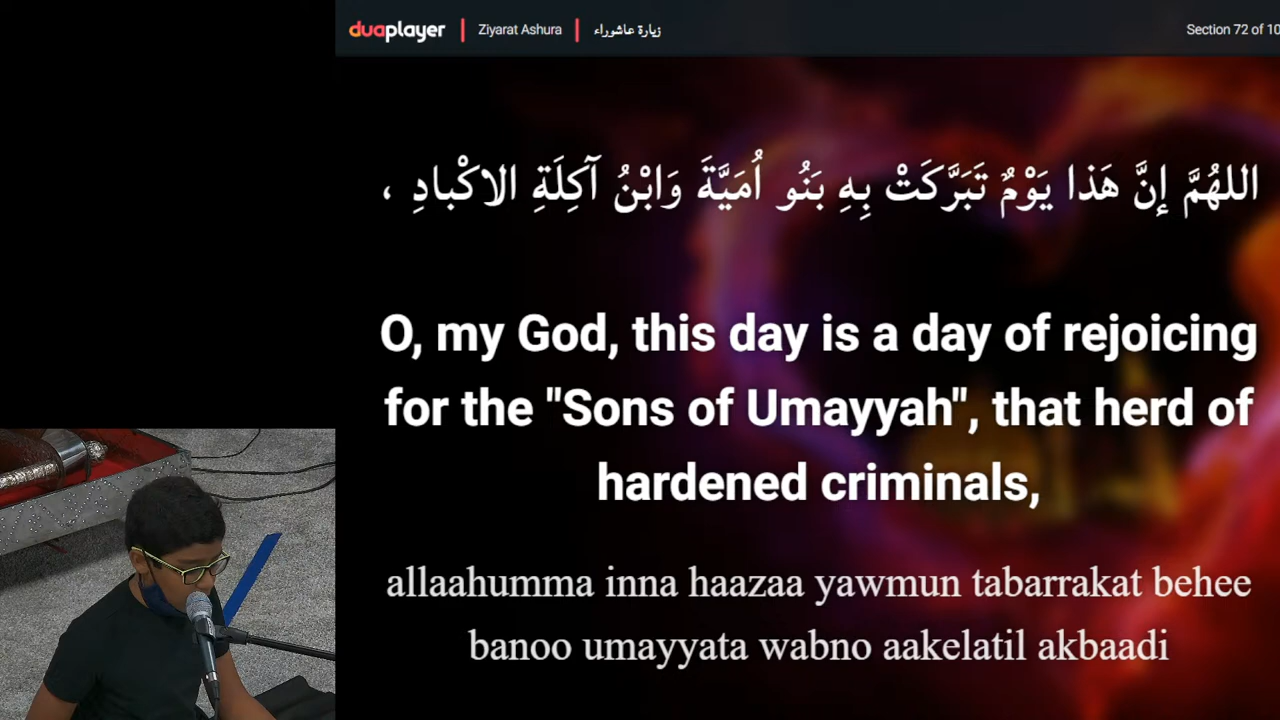 duaplayer | Ziyarat Ashura | زيارة عاشوراء
Section 72 of 10
اللهُمَّ إِنَّ هَذا يَوْمٌ تَبَرَّكَتْ بِهِ بَنُو اُمَيَّةَ وَابْنُ آكِلَةِ الاكْبادِ ،
O, my God, this day is a day of rejoicing
for the "Sons of Umayyah", that herd of
hardened criminals,
allaahumma inna haazaa yawmun tabarrakat behee
banoo umayyata wabno aakelatil akbaadi